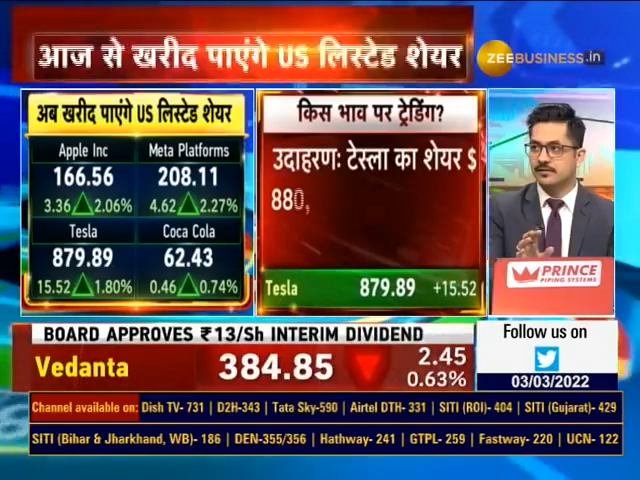 आज से खरीद पाएंगे US लिस्टेड शेयर
ZEEBUSINESS.in
अब खरीद पाएंगे US लिस्टेड शेयर
Apple Inc
166.56
3.36 2.06%
Meta Platforms
208.11
4.62 2.27%
Tesla
879.89
15.52 1.80%
Coca Cola
62.43
0.46 0.74%
किस भाव पर ट्रेडिंग?
उदाहरण: टेस्ला का शेयर $
880,
Tesla 879.89 +15.52
PRINCE
PIPING SYSTEMS
BOARD APPROVES ₹13/Sh INTERIM DIVIDEND
Vedanta 384.85 2.45
0.63%
Follow us on
03/03/2022
Channel available on: Dish TV- 731 | D2H-343 | Tata Sky-590 | Airtel DTH- 331 | SITI (ROI)- 404 | SITI (Gujarat)- 429
SITI (Bihar & Jharkhand, WB)- 186 | DEN-355/356 | Hathway- 241 | GTPL- 259 | Fastway- 220 | UCN- 122